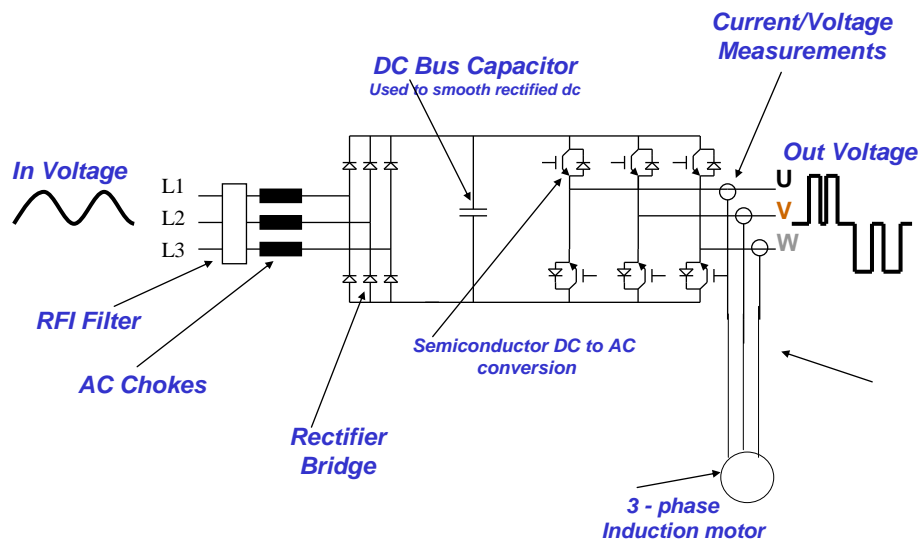 Current/Voltage
Measurements
DC Bus Capacitor
Used to smooth rectified dc
In Voltage
Out Voltage
L1
L2
L3
U
V
W
RFI Filter
AC Chokes
Rectifier
Bridge
Semiconductor DC to AC
conversion
3 - phase
Induction motor